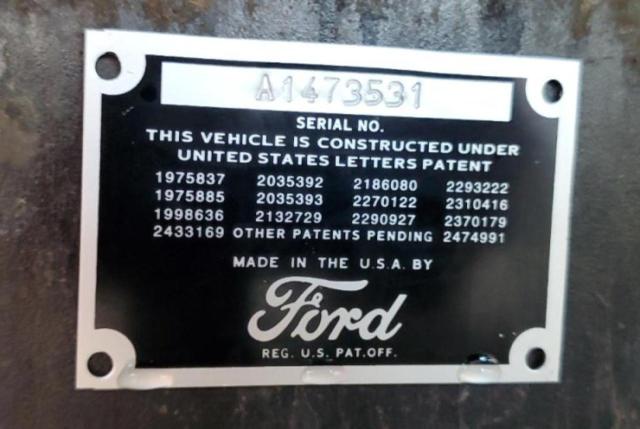 A1473531
SERIAL NO.
THIS VEHICLE IS CONSTRUCTED UNDER
UNITED STATES LETTERS PATENT
1975837 2035392 2186080 2293222
1975885 2035393 2270122 2310416
1998636 2132729 2290927 2370179
2433169 OTHER PATENTS PENDING 2474991
MADE IN THE U.S.A. BY
Ford
REG. U.S. PAT. OFF.